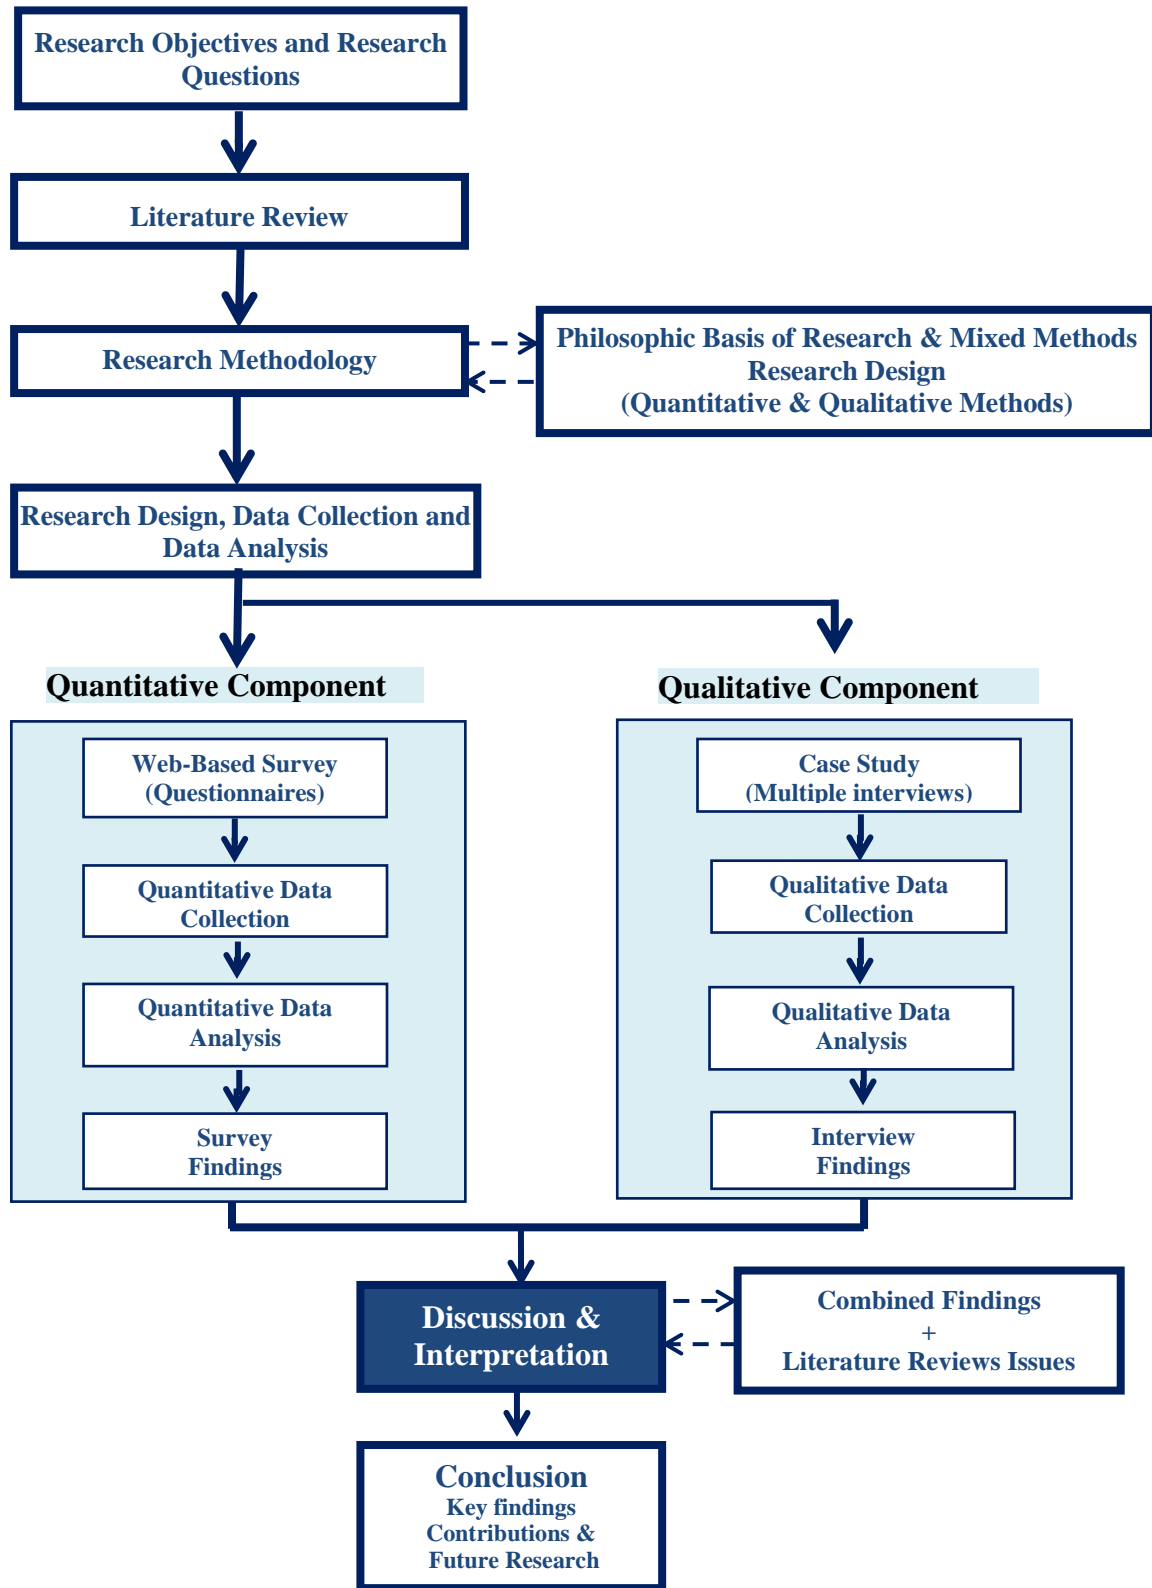 Research Objectives and Research
Questions
Literature Review
Research Methodology
Philosophic Basis of Research & Mixed Methods
Research Design
(Quantitative & Qualitative Methods)
Research Design, Data Collection and
Data Analysis
Quantitative Component
Web-Based Survey
(Questionnaires)
Quantitative Data
Collection
Quantitative Data
Analysis
Survey
Findings
Qualitative Component
Case Study
(Multiple interviews)
Qualitative Data
Collection
Qualitative Data
Analysis
Interview
Findings
Discussion &
Interpretation
Combined Findings
+
Literature Reviews Issues
Conclusion
Key findings
Contributions &
Future Research